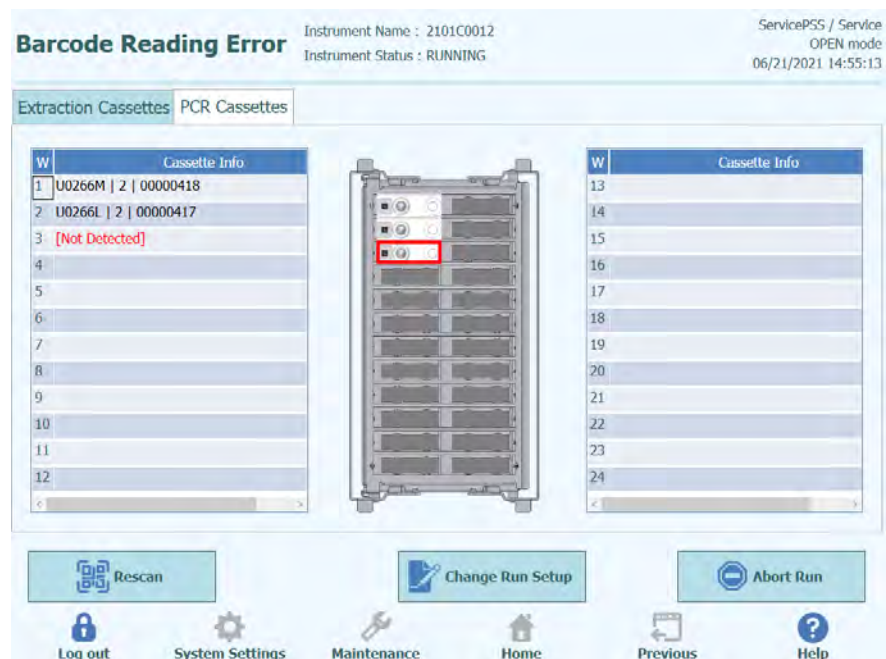 Barcode Reading Error
Instrument Name : 2101C0012
Instrument Status : RUNNING
ServicePSS / Service
OPEN mode
06/21/2021 14:55:13
Extraction Cassettes
PCR Cassettes
W Cassette Info
1 U0266M | 2 | 00000418
2 U0266L | 2 | 00000417
3 [Not Detected]
4
5
6
7
8
9
10
11
12
W Cassette Info
13
14
15
16
17
18
19
20
21
22
23
24
Rescan
Change Run Setup
Abort Run
Log out
System Settings
Maintenance
Home
Previous
Help